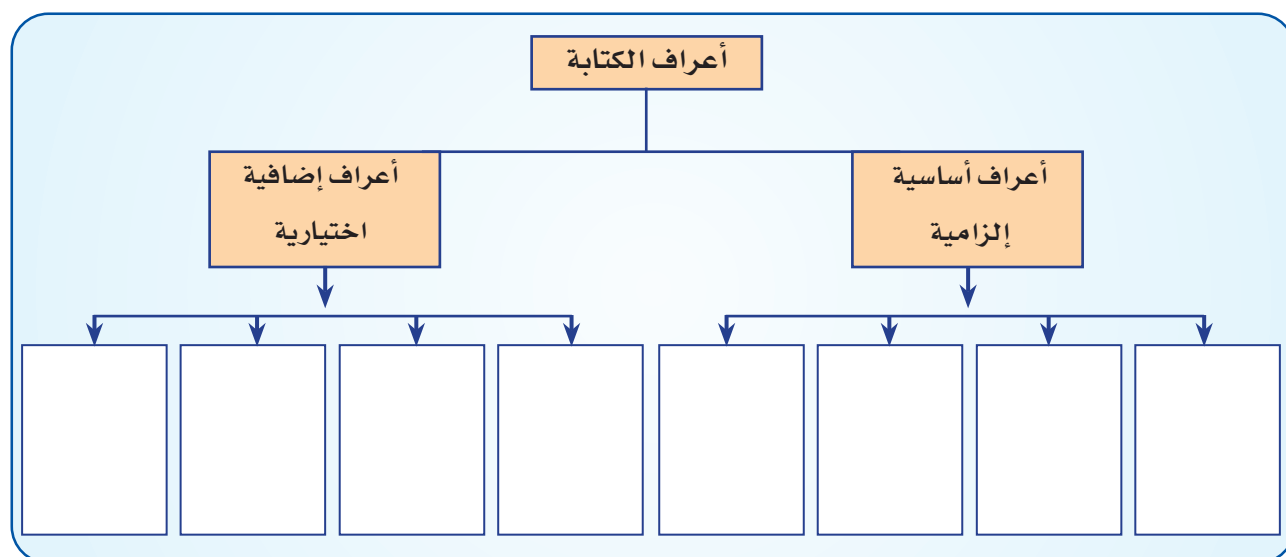 أعراف الكتابة
أعراف أساسية
إلزامية
أعراف إضافية
اختيارية